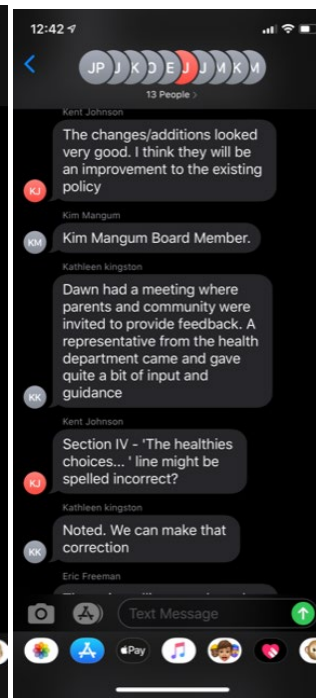 12:42
JP J K D E J J M K M
13 People >
Kent Johnson
The changes/additions looked
very good. I think they will be
an improvement to the existing
policy
KJ
Kim Mangum
Kim Mangum Board Member.
KM
Kathleen kingston
Dawn had a meeting where
parents and community were
invited to provide feedback. A
representative from the health
department came and gave
quite a bit of input and
guidance
KK
Kent Johnson
Section IV - 'The healthies
choices... ' line might be
spelled incorrect?
KJ
Kathleen kingston
Noted. We can make that
correction
KK
Eric Freeman
Text Message
Pay